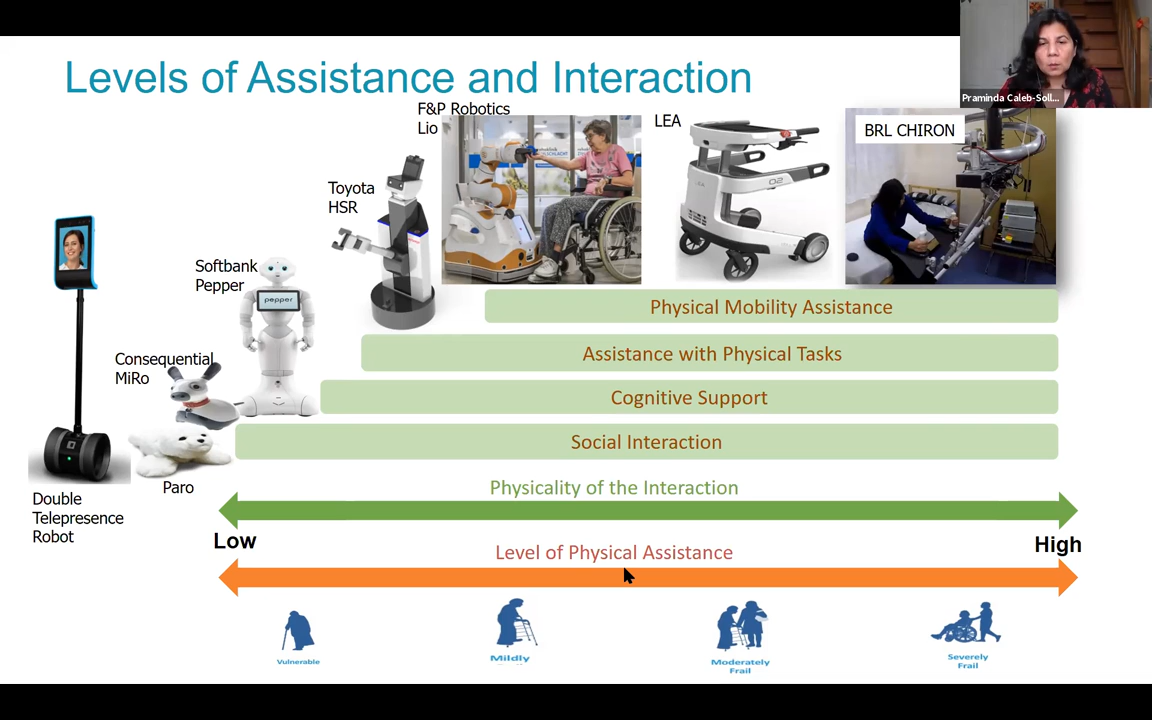 Levels of Assistance and Interaction
Praminda Caleb-Soll...
F&P Robotics
Lio
LEA
BRL CHIRON
Toyota
HSR
Softbank
Pepper
pepper
Consequential
MiRo
Paro
Double
Telepresence
Robot
Physical Mobility Assistance
Assistance with Physical Tasks
Cognitive Support
Social Interaction
Physicality of the Interaction
Low
High
Level of Physical Assistance
Vulnerable
Mildly
Moderately
Frail
Severely
Frail